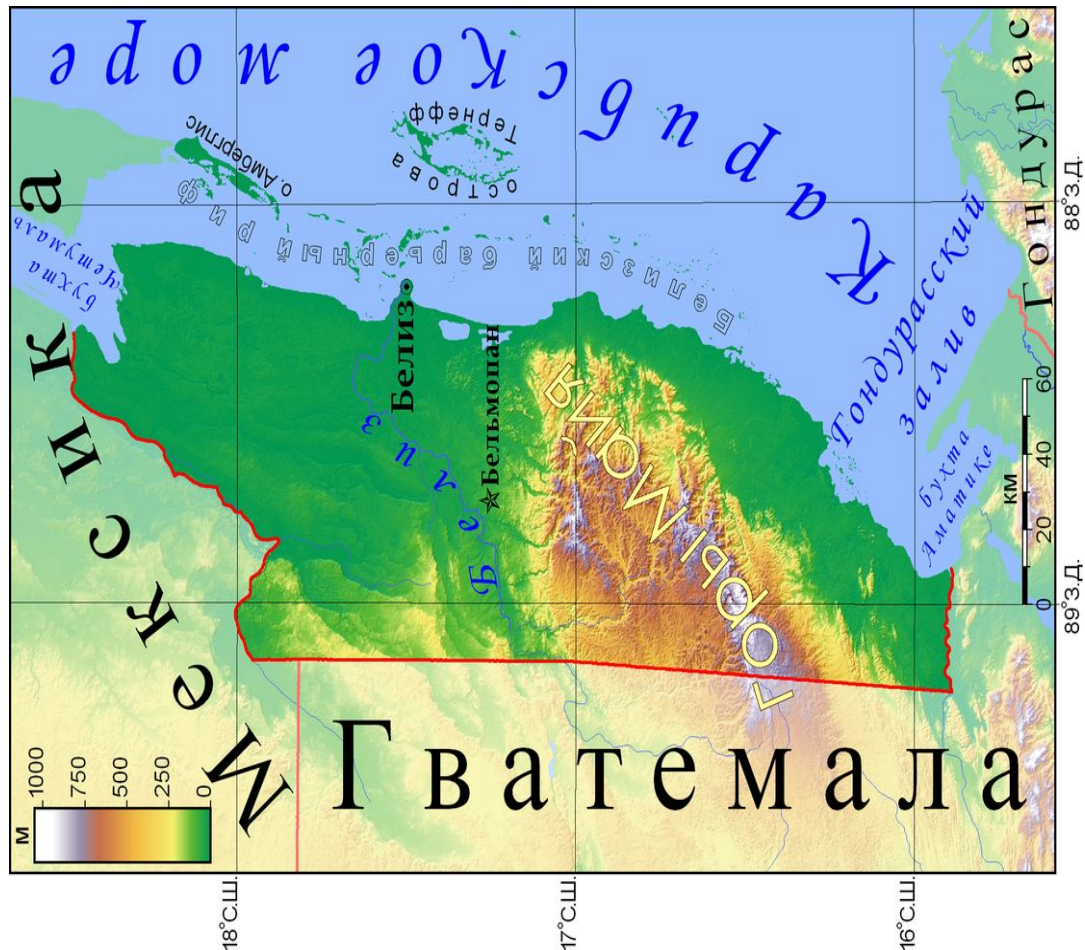 м
1000
750
500
250
0
Мексика
бухта
Четумаль
о.Амберглис
Белизский барьерный риф
острова
Тернефф
Карибское море
Белиз
Белиз
Бельмопан
Горы Майя
Гватемала
Гондурасский
залив
бухта
Аматике
Гондурас
км
0 20 40 60
18°С.Ш.
17°С.Ш.
16°С.Ш.
89°З.Д.
88°З.Д.